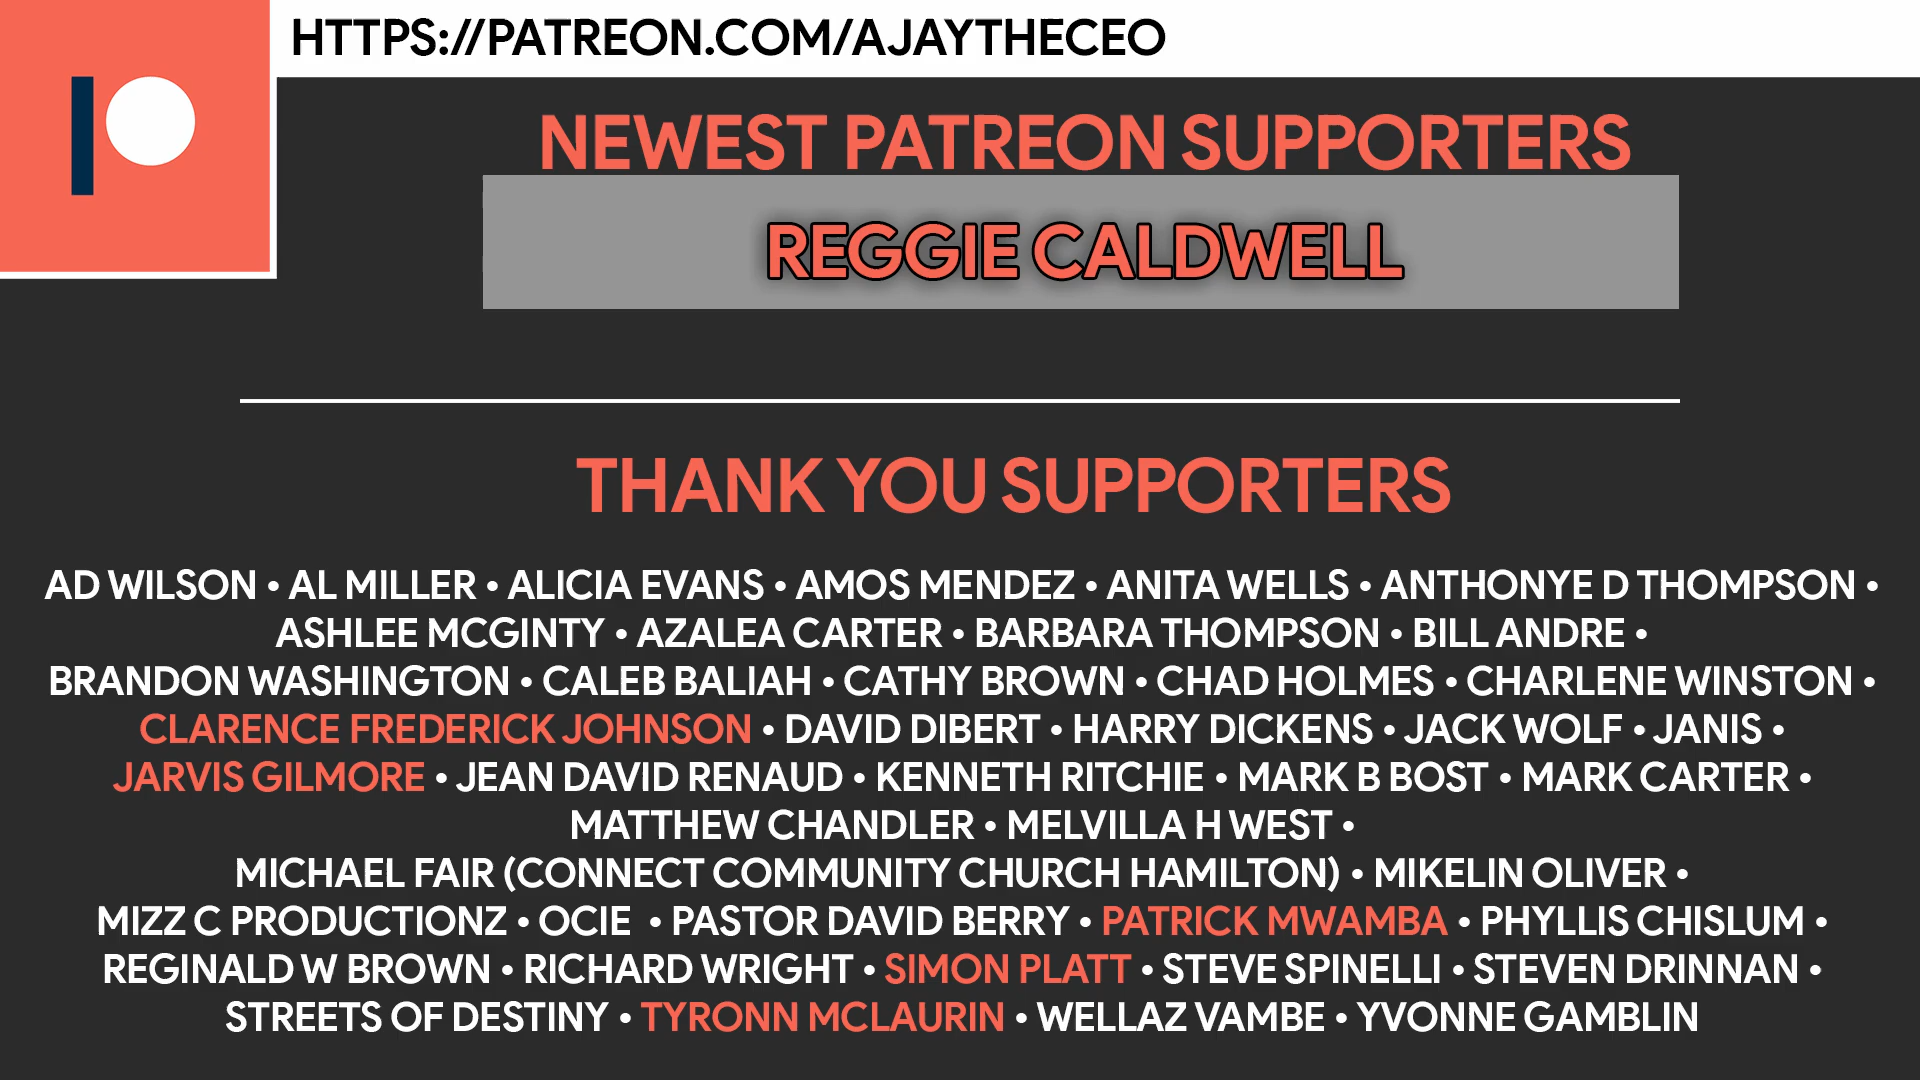 HTTPS://PATREON.COM/AJAYTHECEO
NEWEST PATREON SUPPORTERS
REGGIE CALDWELL
THANK YOU SUPPORTERS
AD WILSON • AL MILLER • ALICIA EVANS • AMOS MENDEZ • ANITA WELLS • ANTHONYE D THOMPSON •
ASHLEE MCGINTY • AZALEA CARTER • BARBARA THOMPSON • BILL ANDRE •
BRANDON WASHINGTON • CALEB BALIAH • CATHY BROWN • CHAD HOLMES • CHARLENE WINSTON •
CLARENCE FREDERICK JOHNSON • DAVID DIBERT • HARRY DICKENS • JACK WOLF • JANIS •
JARVIS GILMORE • JEAN DAVID RENAUD • KENNETH RITCHIE • MARK B BOST • MARK CARTER •
MATTHEW CHANDLER • MELVILLA H WEST •
MICHAEL FAIR (CONNECT COMMUNITY CHURCH HAMILTON) • MIKELIN OLIVER •
MIZZ C PRODUCTIONZ • OCIE • PASTOR DAVID BERRY • PATRICK MWAMBA • PHYLLIS CHISLUM •
REGINALD W BROWN • RICHARD WRIGHT • SIMON PLATT • STEVE SPINELLI • STEVEN DRINNAN •
STREETS OF DESTINY • TYRONN MCLAURIN • WELLAZ VAMBE • YVONNE GAMBLIN